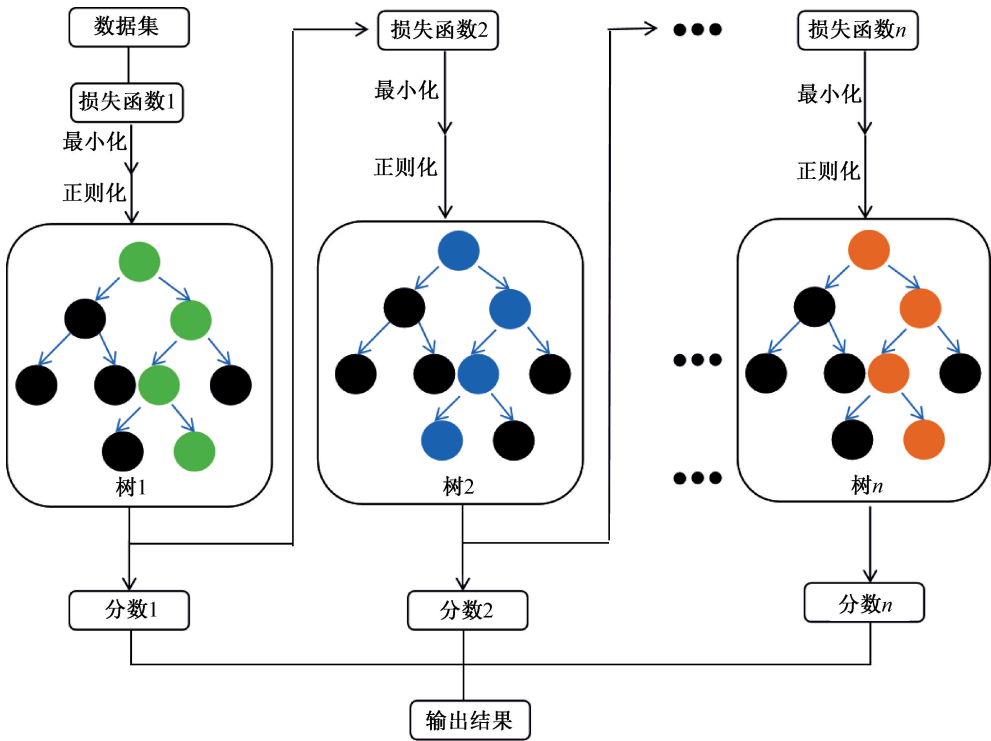 数据集
损失函数1
最小化
正则化
树1
分数1
损失函数2
最小化
正则化
树2
分数2
损失函数n
最小化
正则化
树n
分数n
输出结果